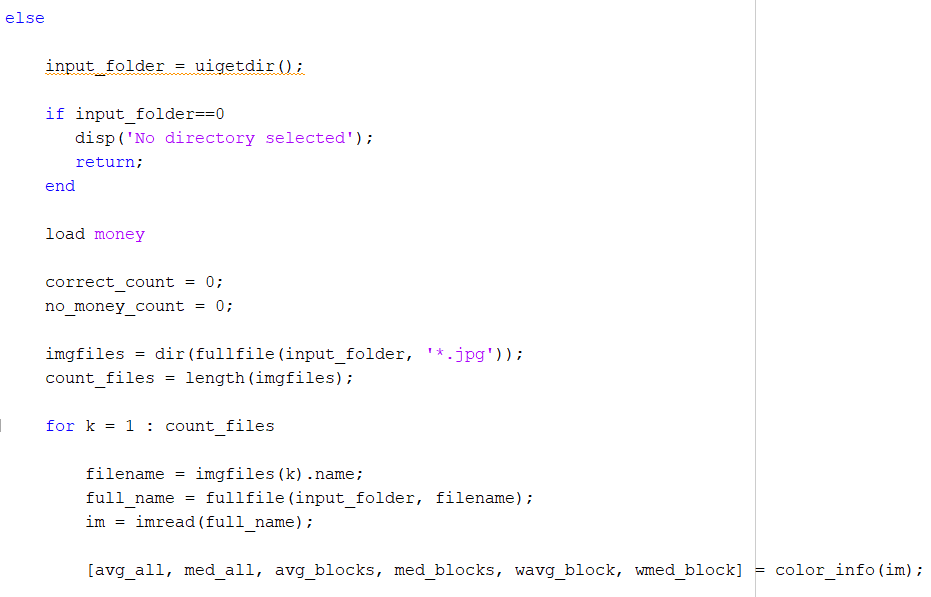 else
input_folder = uigetdir();
if input_folder==0
disp('No directory selected');
return;
end
load money
correct_count = 0;
no_money_count = 0;
imgfiles = dir(fullfile(input_folder, '*.jpg'));
count_files = length(imgfiles);
for k = 1 : count_files
filename = imgfiles(k).name;
full_name = fullfile(input_folder, filename);
im = imread(full_name);
[avg_all, med_all, avg_blocks, med_blocks, wavg_block, wmed_block] = color_info(im);